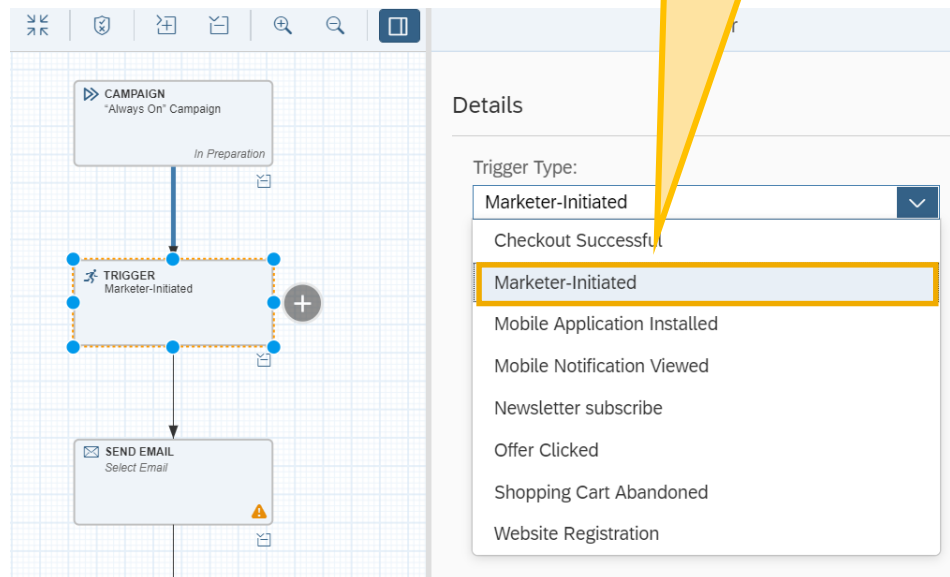 CAMPAIGN
"Always On" Campaign
In Preparation
TRIGGER
Marketer-Initiated
SEND EMAIL
Select Email
Details
Trigger Type:
Marketer-Initiated
Checkout Successful
Marketer-Initiated
Mobile Application Installed
Mobile Notification Viewed
Newsletter subscribe
Offer Clicked
Shopping Cart Abandoned
Website Registration